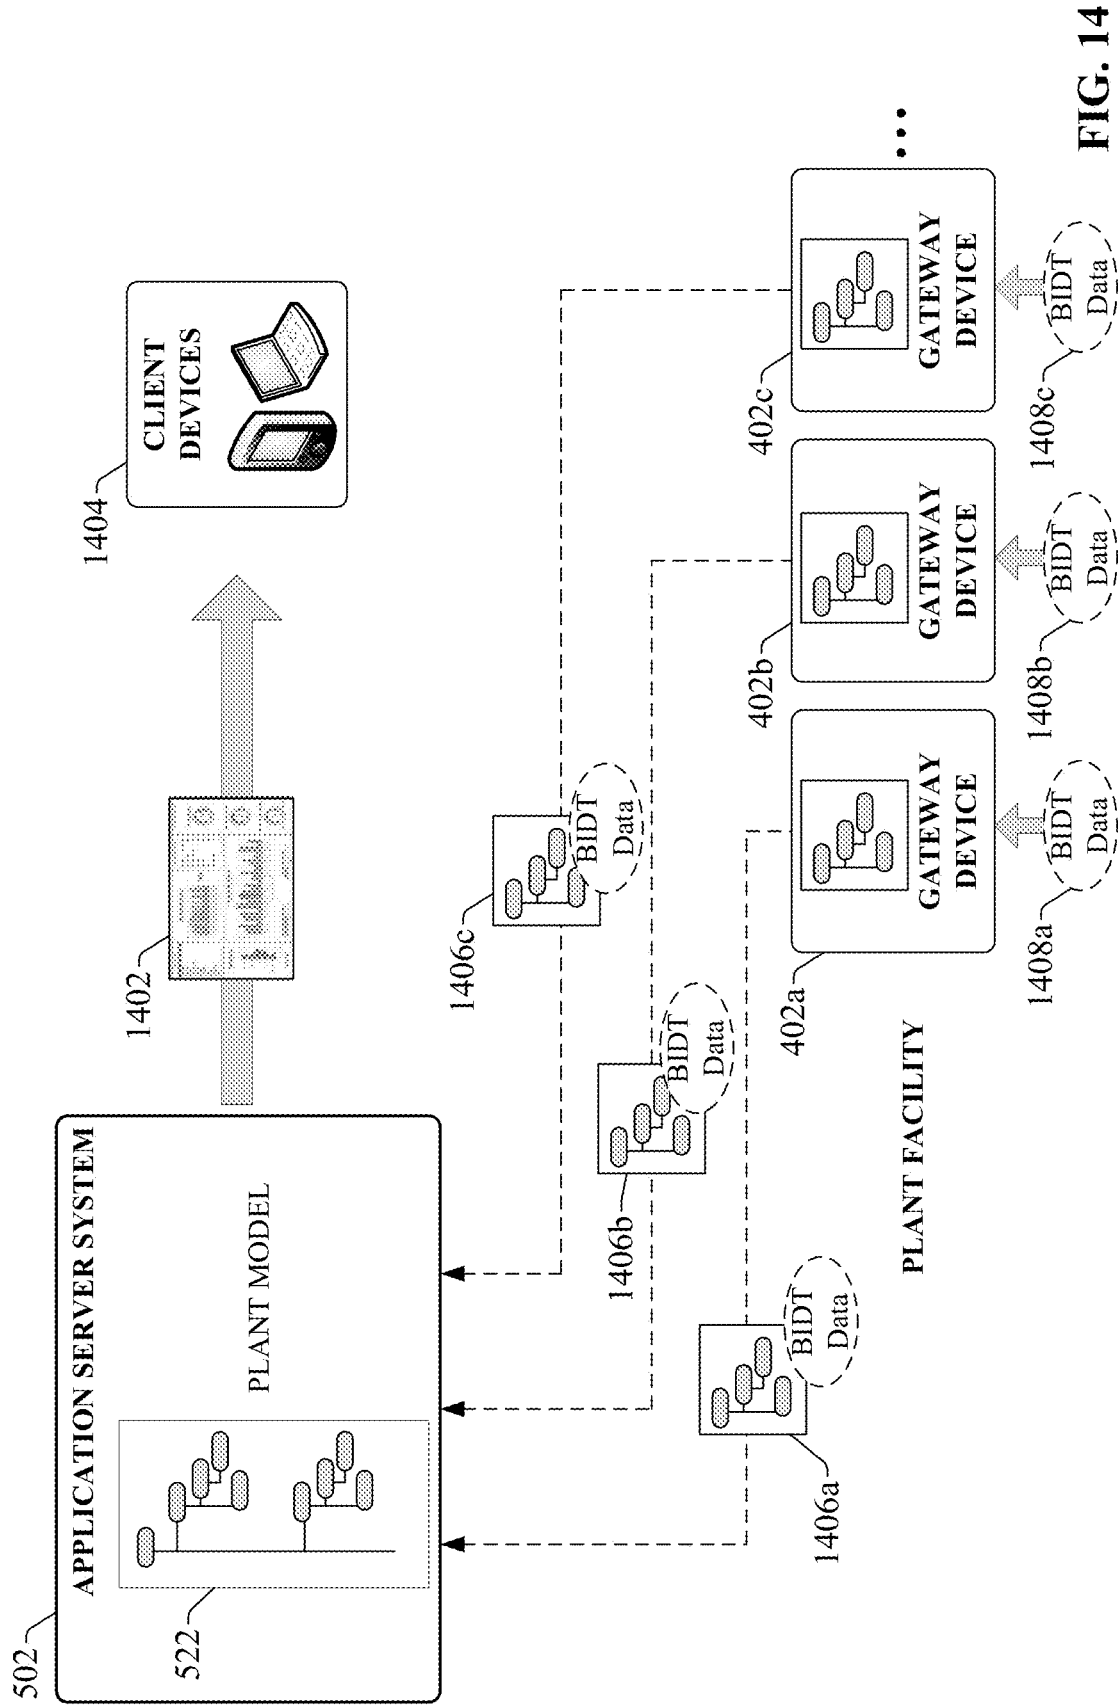 502
APPLICATION SERVER SYSTEM
522
PLANT MODEL
1402
1404
CLIENT
DEVICES
1406a
BIDT
Data
1406b
BIDT
Data
1406c
BIDT
Data
PLANT FACILITY
402a
GATEWAY
DEVICE
402b
GATEWAY
DEVICE
402c
GATEWAY
DEVICE
1408a
BIDT
Data
1408b
BIDT
Data
1408c
BIDT
Data
FIG. 14